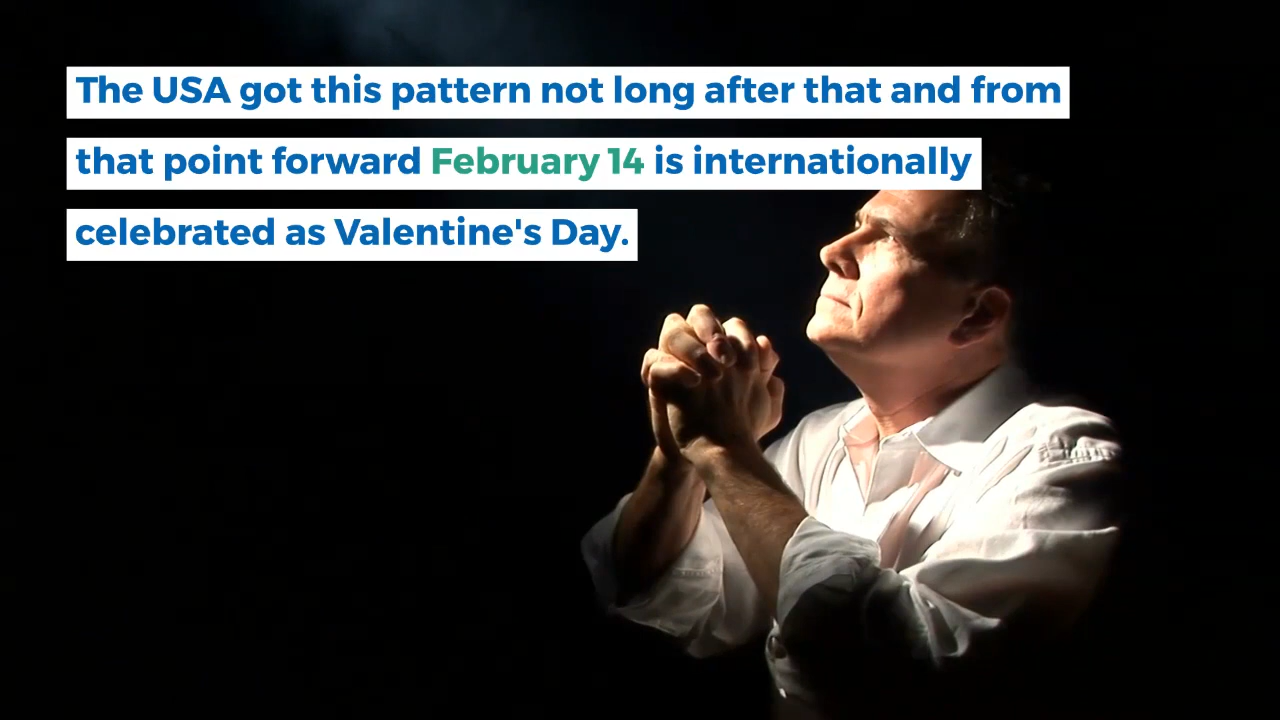 The USA got this pattern not long after that and from
that point forward February 14 is internationally
celebrated as Valentine's Day.